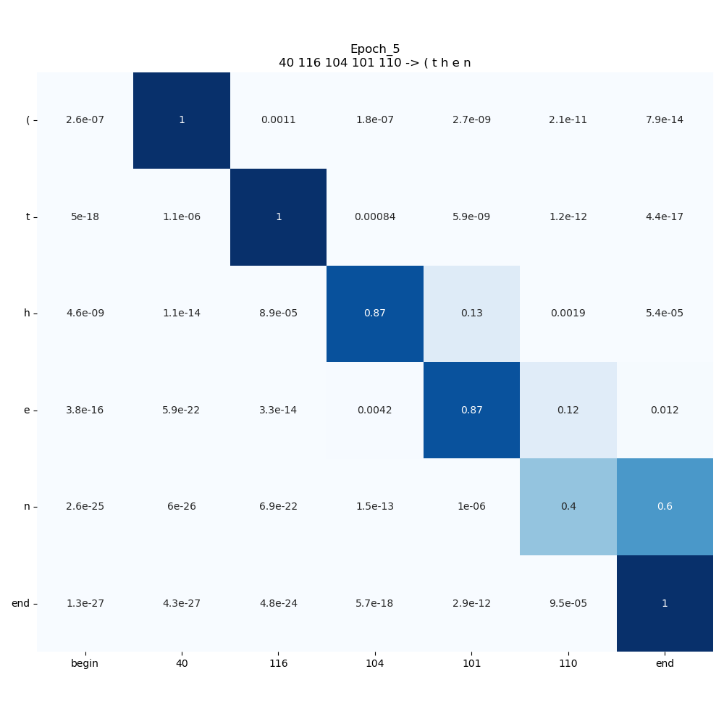 Epoch_5
40 116 104 101 110 -> ( t h e n
( 2.6e-07 1 0.0011 1.8e-07 2.7e-09 2.1e-11 7.9e-14
t 5e-18 1.1e-06 1 0.00084 5.9e-09 1.2e-12 4.4e-17
h 4.6e-09 1.1e-14 8.9e-05 0.87 0.13 0.0019 5.4e-05
e 3.8e-16 5.9e-22 3.3e-14 0.0042 0.87 0.12 0.012
n 2.6e-25 6e-26 6.9e-22 1.5e-13 1e-06 0.4 0.6
end 1.3e-27 4.3e-27 4.8e-24 5.7e-18 2.9e-12 9.5e-05 1
begin 40 116 104 101 110 end